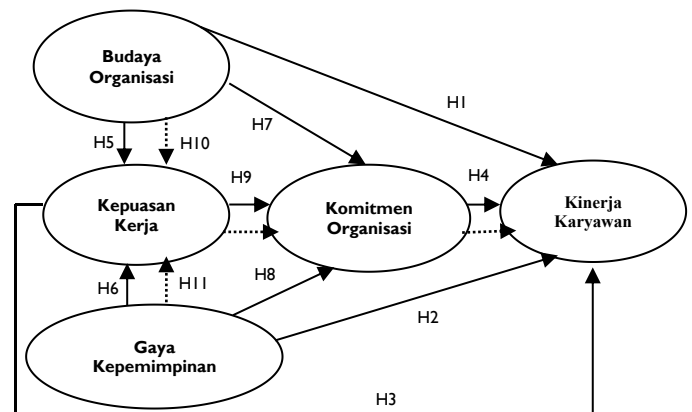 Budaya
Organisasi
H1
H7
H5
H10
H9
H4
Kepuasan
Kerja
Komitmen
Organisasi
Kinerja
Karyawan
H6
H11
H8
H2
Gaya
Kepemimpinan
H3